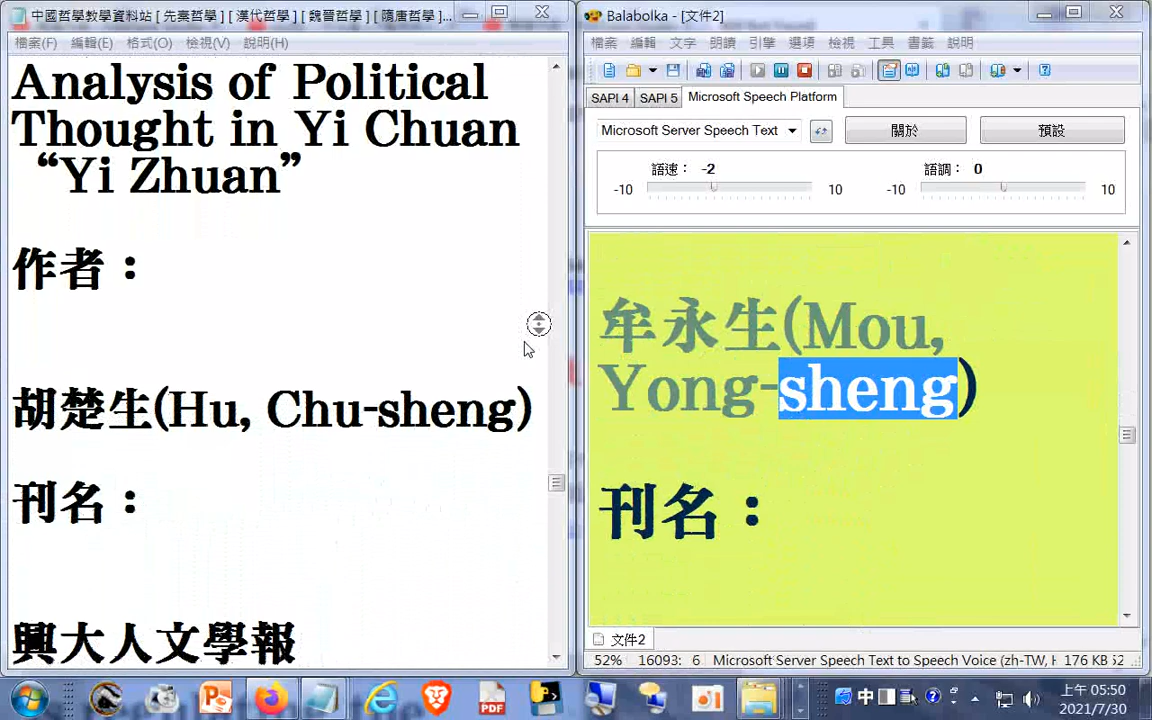 中國哲學教學資料站 [ 先秦哲學 ] [ 漢代哲學 ] [ 魏晉哲學 ] [ 隋唐哲學 ]...
檔案(F) 編輯(E) 格式(O) 檢視(V) 說明(H)
Analysis of Political
Thought in Yi Chuan
“Yi Zhuan”
作者：
胡楚生(Hu, Chu-sheng)
刊名：
興大人文學報
Balabolka - [文件2]
檔案 編輯 文字 朗讀 引擎 選項 檢視 工具 書籤 說明
SAPI 4 SAPI 5 Microsoft Speech Platform
Microsoft Server Speech Text 關於 預設
語速： -2 語調： 0
-10 10 -10 10
牟永生(Mou,
Yong-sheng)
刊名：
文件2
52% 16093: 6 Microsoft Server Speech Text to Speech Voice (zh-TW, H 176 KB
中
上午 05:50
2021/7/30